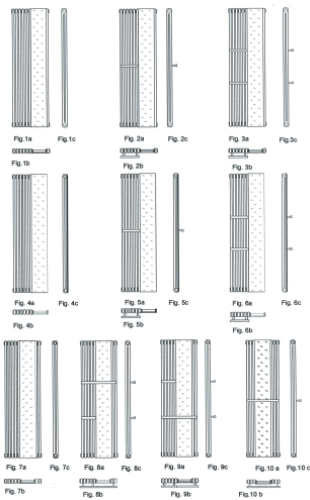 Fig.1a Fig.1c Fig.2a Fig.2c Fig.3a Fig.3c
Fig.1b Fig.2b Fig.3b
Fig. 4a Fig. 4c Fig. 5a Fig. 5c Fig. 6a Fig. 6c
Fig. 4b Fig. 5b Fig. 6b
Fig. 7a Fig. 7c Fig. 8a Fig. 8c Fig. 9a Fig. 9c Fig. 10 a Fig. 10 c
Fig. 7b Fig. 8b Fig. 9b Fig.10 b